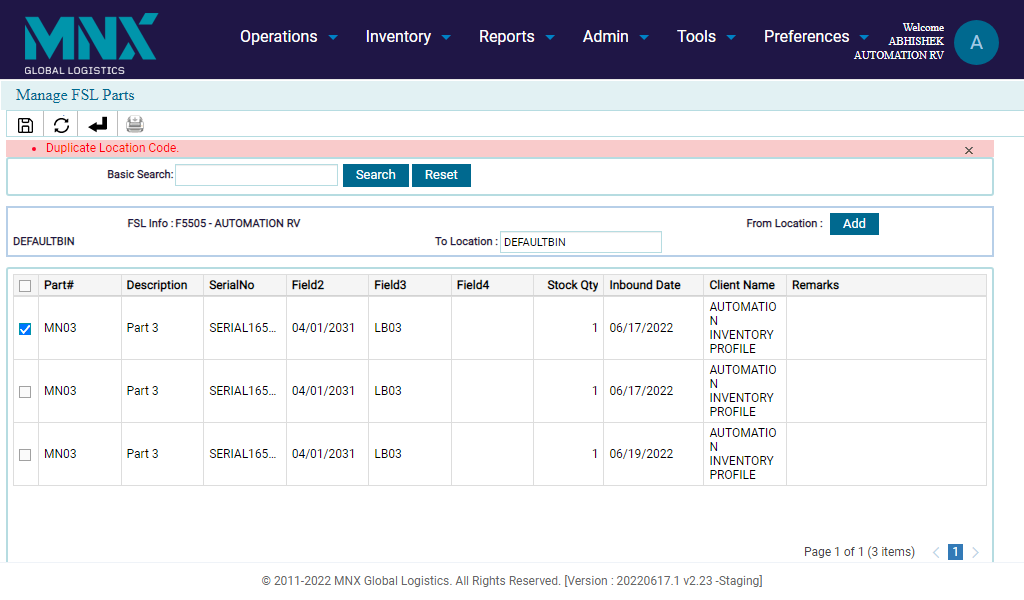 MNX
GLOBAL LOGISTICS
Operations Inventory Reports Admin Tools Preferences
Welcome
ABHISHEK
AUTOMATION RV
A
Manage FSL Parts
Duplicate Location Code.
Basic Search: Search Reset
FSL Info : F5505 - AUTOMATION RV From Location : Add
DEFAULTBIN To Location : DEFAULTBIN
Part# Description SerialNo Field2 Field3 Field4 Stock Qty Inbound Date Client Name Remarks
MN03 Part 3 SERIAL165... 04/01/2031 LB03 1 06/17/2022 AUTOMATIO
N
INVENTORY
PROFILE
MN03 Part 3 SERIAL165... 04/01/2031 LB03 1 06/17/2022 AUTOMATIO
N
INVENTORY
PROFILE
MN03 Part 3 SERIAL165... 04/01/2031 LB03 1 06/19/2022 AUTOMATIO
N
INVENTORY
PROFILE
Page 1 of 1 (3 items) 1
© 2011-2022 MNX Global Logistics. All Rights Reserved. [Version : 20220617.1 v2.23 -Staging]